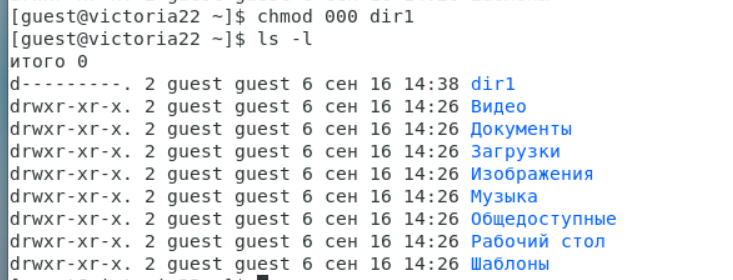 [guest@victoria22 ~]$ chmod 000 dir1
[guest@victoria22 ~]$ ls -l
итого 0
d---------. 2 guest guest 6 сен 16 14:38 dir1
drwxr-xr-x. 2 guest guest 6 сен 16 14:26 Видео
drwxr-xr-x. 2 guest guest 6 сен 16 14:26 Документы
drwxr-xr-x. 2 guest guest 6 сен 16 14:26 Загрузки
drwxr-xr-x. 2 guest guest 6 сен 16 14:26 Изображения
drwxr-xr-x. 2 guest guest 6 сен 16 14:26 Музыка
drwxr-xr-x. 2 guest guest 6 сен 16 14:26 Общедоступные
drwxr-xr-x. 2 guest guest 6 сен 16 14:26 Рабочий стол
drwxr-xr-x. 2 guest guest 6 сен 16 14:26 Шаблоны